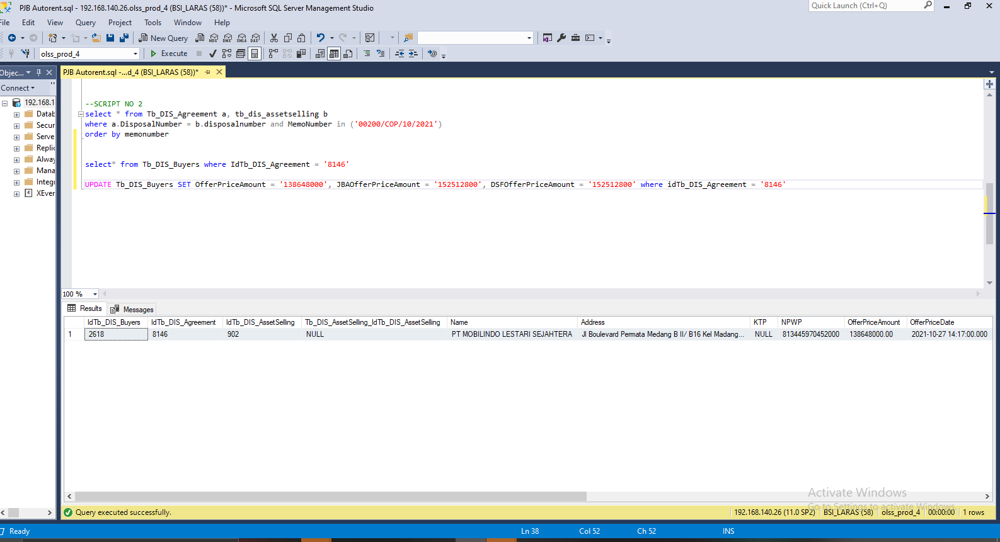 PJB Autorent.sql - 192.168.140.26.olss_prod_4 (BSI_LARAS (58))* - Microsoft SQL Server Management Studio
Quick Launch (Ctrl+Q)
File Edit View Query Project Tools Window Help
New Query
MDX DMX XMLA DAX
olss_prod_4 Execute
Objec...
PJB Autorent.sql -...d_4 (BSI_LARAS (58))*
Connect
192.168.1
Datab
Secur
Serve
Replic
Alway
Mana
Integr
XEver
--SCRIPT NO 2
select * from Tb_DIS_Agreement a, tb_dis_assetselling b
where a.DisposalNumber = b.disposalnumber and MemoNumber in ('00200/COP/10/2021')
order by memonumber
select* from Tb_DIS_Buyers where IdTb_DIS_Agreement = '8146'
UPDATE Tb_DIS_Buyers SET OfferPriceAmount = '138648000', JBAOfferPriceAmount = '152512800', DSFOfferPriceAmount = '152512800' where idTb_DIS_Agreement = '8146'
100 %
Results Messages
IdTb_DIS_Buyers IdTb_DIS_Agreement IdTb_DIS_AssetSelling Tb_DIS_AssetSelling_IdTb_DIS_AssetSelling Name Address KTP NPWP OfferPriceAmount OfferPriceDate
1 2618 8146 902 NULL PT MOBILINDO LESTARI SEJAHTERA Jl Boulevard Permata Medang B II/ B16 Kel Madang... NULL 813445970452000 138648000.00 2021-10-27 14:17:00.000
Activate Windows
Go to Settings to activate Windows.
Query executed successfully. 192.168.140.26 (11.0 SP2) BSI_LARAS (58) olss_prod_4 00:00:00 1 rows
Ready Ln 38 Col 52 Ch 52 INS